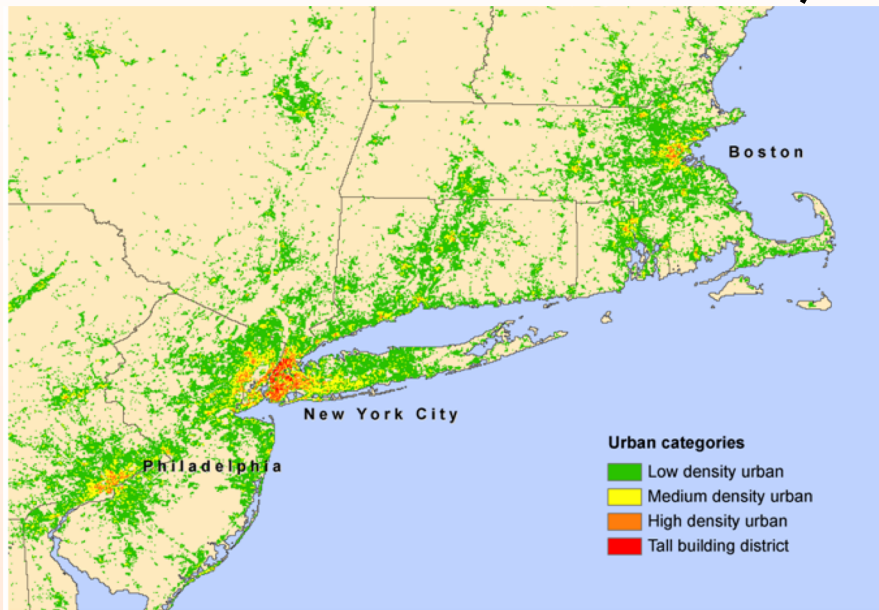 Boston
New York City
Philadelphia
Urban categories
Low density urban
Medium density urban
High density urban
Tall building district